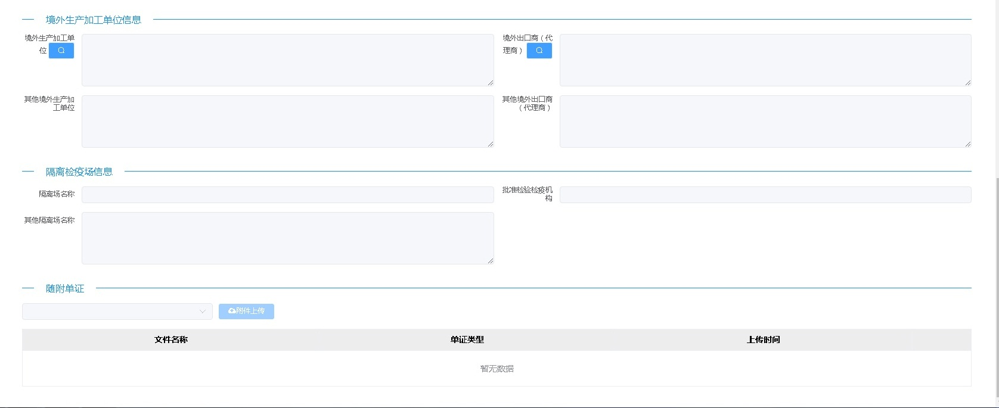 境外生产加工单位信息
境外生产加工单
位
境外出口商（代
理商）
其他境外生产加
工单位
其他境外出口商
（代理商）
隔离检疫场信息
隔离场名称
批准检验检疫机
构
其他隔离场名称
随附单证
附件上传
文件名称 单证类型 上传时间
暂无数据